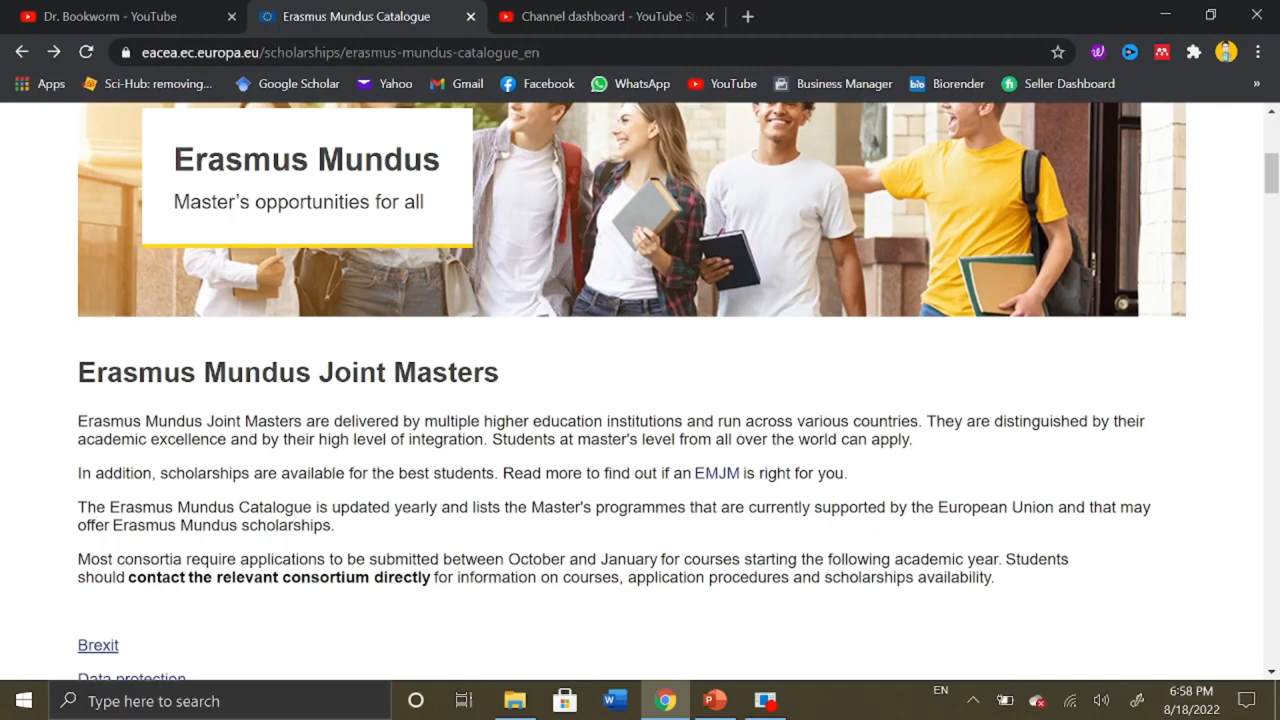 Dr. Bookworm - YouTube
Erasmus Mundus Catalogue
Channel dashboard - YouTube St
eacea.ec.europa.eu/scholarships/erasmus-mundus-catalogue_en
Apps
Sci-Hub: removing...
Google Scholar
Yahoo
Gmail
Facebook
WhatsApp
YouTube
Business Manager
bio
Biorender
fi
Seller Dashboard
»
Erasmus Mundus
Master's opportunities for all
Erasmus Mundus Joint Masters
Erasmus Mundus Joint Masters are delivered by multiple higher education institutions and run across various countries. They are distinguished by their
academic excellence and by their high level of integration. Students at master's level from all over the world can apply.
In addition, scholarships are available for the best students. Read more to find out if an EMJM is right for you.
The Erasmus Mundus Catalogue is updated yearly and lists the Master's programmes that are currently supported by the European Union and that may
offer Erasmus Mundus scholarships.
Most consortia require applications to be submitted between October and January for courses starting the following academic year. Students
should contact the relevant consortium directly for information on courses, application procedures and scholarships availability.
Brexit
Data protection
Type here to search
EN
6:58 PM
8/18/2022